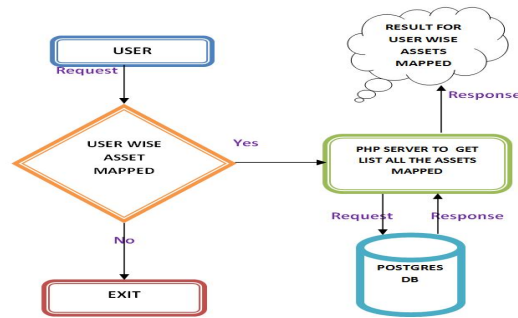 USER
Request
USER WISE
ASSET
MAPPED
Yes
No
EXIT
RESULT FOR
USER WISE
ASSETS
MAPPED
Response
PHP SERVER TO GET
LIST ALL THE ASSETS
MAPPED
Request
Response
POSTGRES
DB